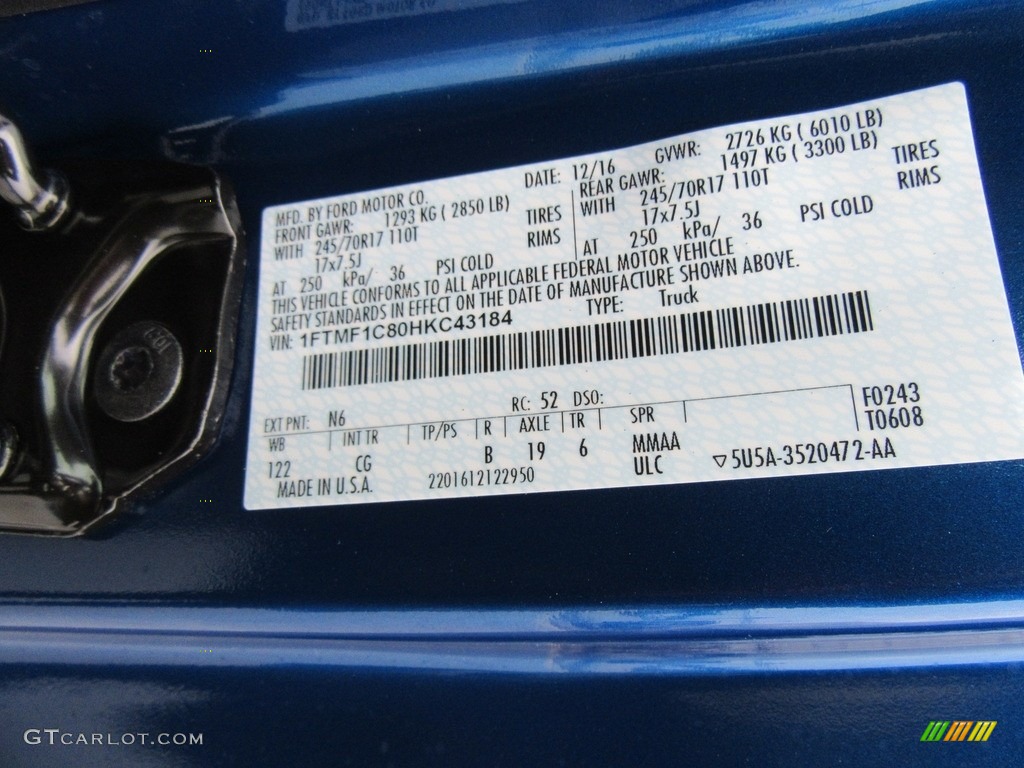 MFD. BY FORD MOTOR CO.
DATE: 12/16
GVWR: 2726 KG ( 6010 LB)
FRONT GAWR: 1293 KG ( 2850 LB)
REAR GAWR: 1497 KG ( 3300 LB)
WITH 245/70R17 110T TIRES
WITH 245/70R17 110T TIRES
17x7.5J RIMS
17x7.5J RIMS
AT 250 kPa/ 36 PSI COLD
AT 250 kPa/ 36 PSI COLD
THIS VEHICLE CONFORMS TO ALL APPLICABLE FEDERAL MOTOR VEHICLE
SAFETY STANDARDS IN EFFECT ON THE DATE OF MANUFACTURE SHOWN ABOVE.
VIN: 1FTMF1C80HKC43184
TYPE: Truck
EXT PNT: N6 RC: 52 DSO:
F0243
WB INT TR TP/PS R AXLE TR SPR
T0608
122 CG B 19 6 MMAA
ULC
5U5A-3520472-AA
MADE IN U.S.A. 2201612122950
GTCARLOT.COM